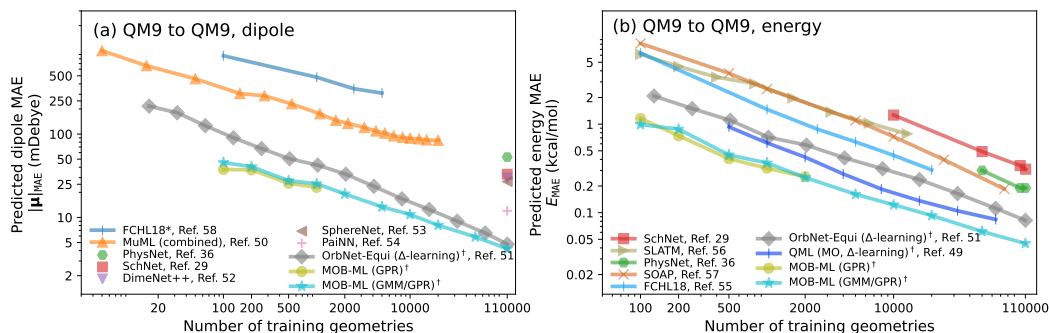 (a) QM9 to QM9, dipole
Predicted dipole MAE
|μ|MAE (mDebye)
500
250
100
50
25
10
5
2
FCHL18*, Ref. 58
MuML (combined), Ref. 50
PhysNet, Ref. 36
SchNet, Ref. 29
DimeNet++, Ref. 52
SphereNet, Ref. 53
PaiNN, Ref. 54
OrbNet-Equi (Δ-learning)†, Ref. 51
MOB-ML (GPR)†
MOB-ML (GMM/GPR)†
20 100 200 500 1000 10000 110000
Number of training geometries
(b) QM9 to QM9, energy
Predicted energy MAE
EMAE (kcal/mol)
5
2
1
0.5
0.2
0.1
0.05
0.02
SchNet, Ref. 29
SLATM, Ref. 56
PhysNet, Ref. 36
SOAP, Ref. 57
FCHL18, Ref. 55
OrbNet-Equi (Δ-learning)†, Ref. 51
QML (MO, Δ-learning)†, Ref. 49
MOB-ML (GPR)†
MOB-ML (GMM/GPR)†
100 500 1000 10000 110000
Number of training geometries